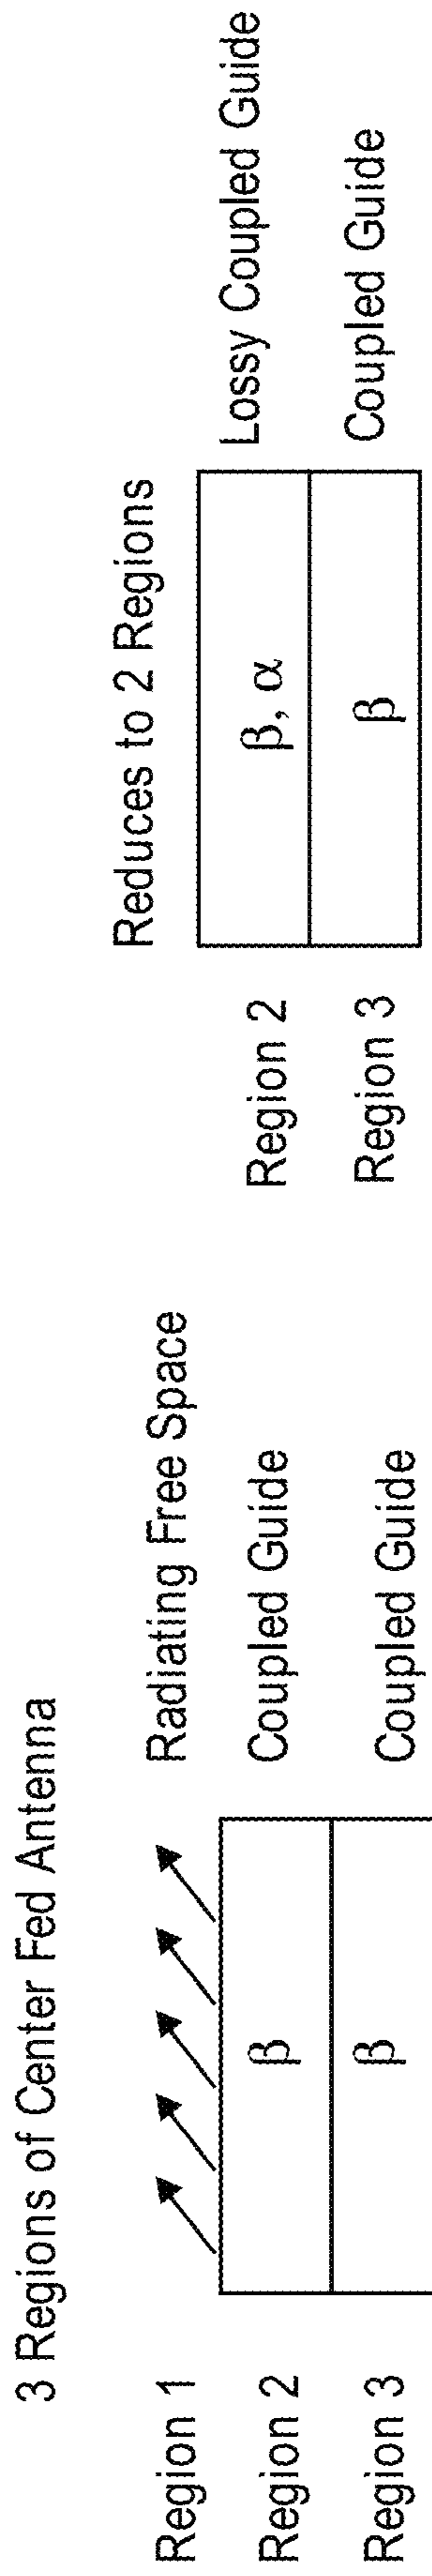 3 Regions of Center Fed Antenna
Region 1
Radiating Free Space
Region 2
β
Coupled Guide
Region 3
β
Coupled Guide
Reduces to 2 Regions
Region 2
β, α
Lossy Coupled Guide
Region 3
β
Coupled Guide